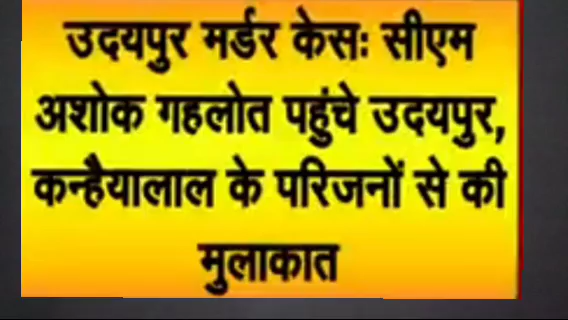 उदयपुर मर्डर केसः सीएम
अशोक गहलोत पहुंचे उदयपुर,
कन्हैयालाल के परिजनों से की
मुलाकात